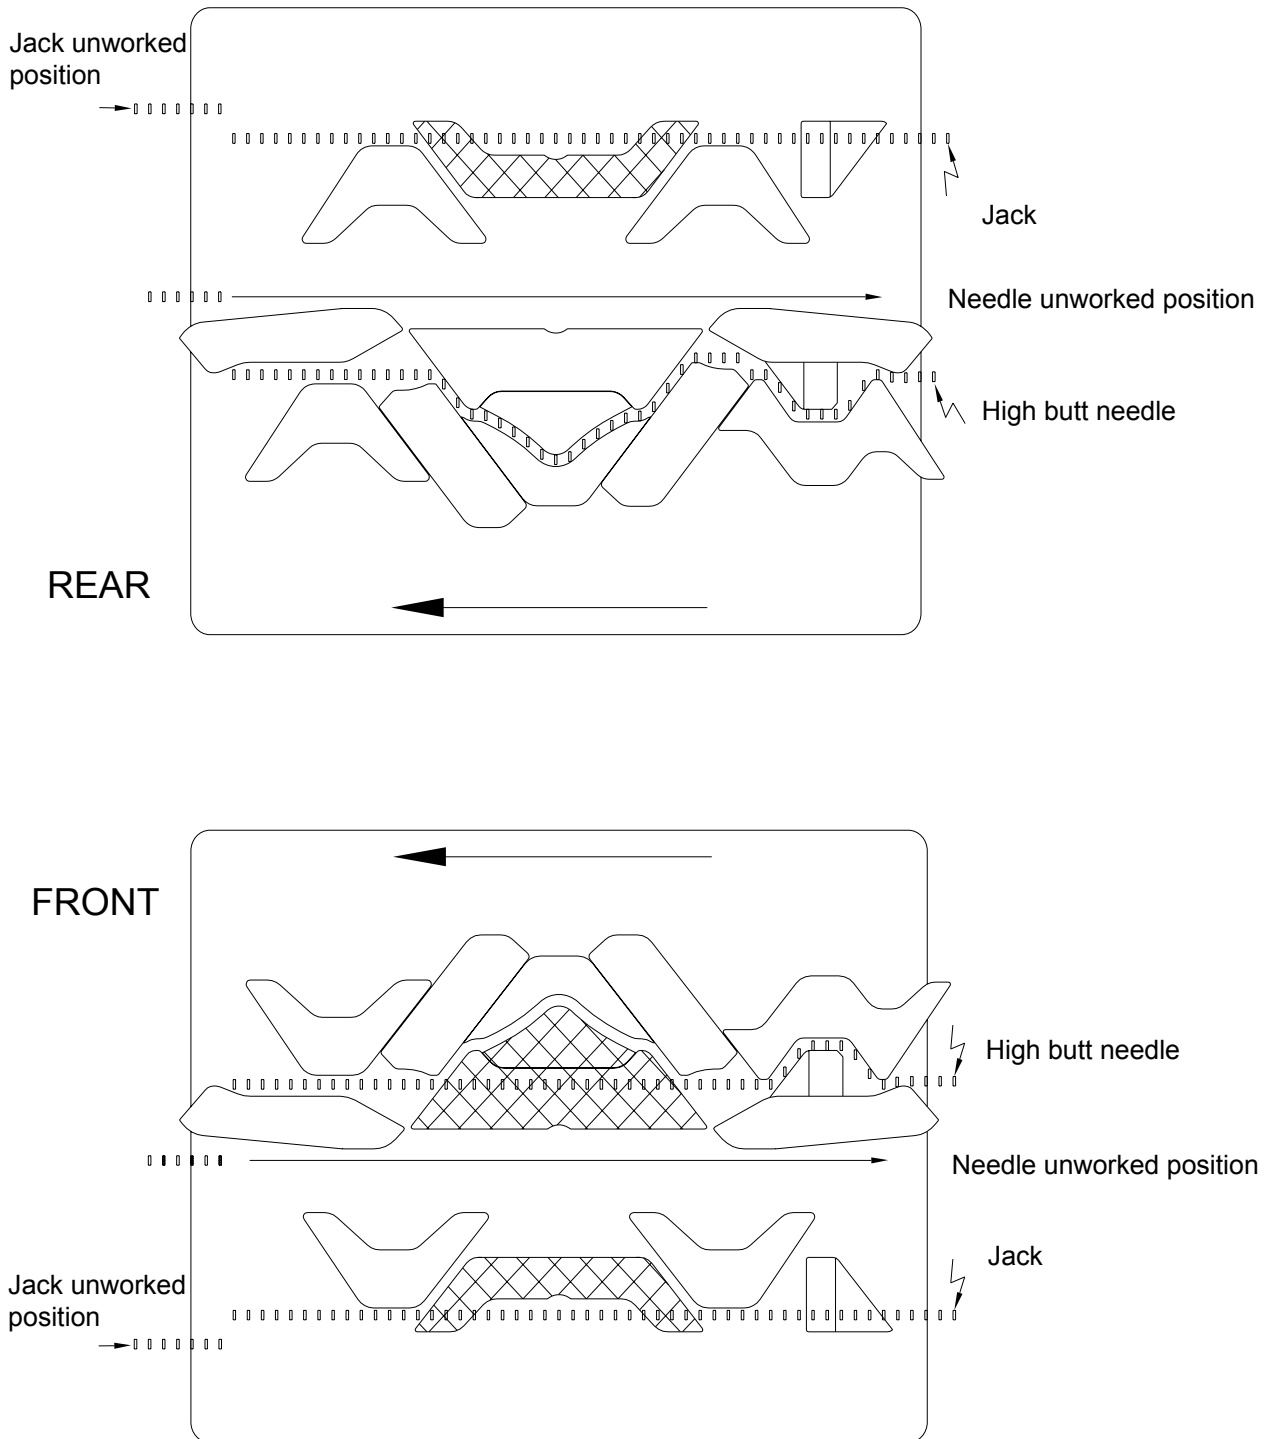 Jack unworked
position
Jack
Needle unworked position
High butt needle
REAR
FRONT
High butt needle
Needle unworked position
Jack
Jack unworked
position